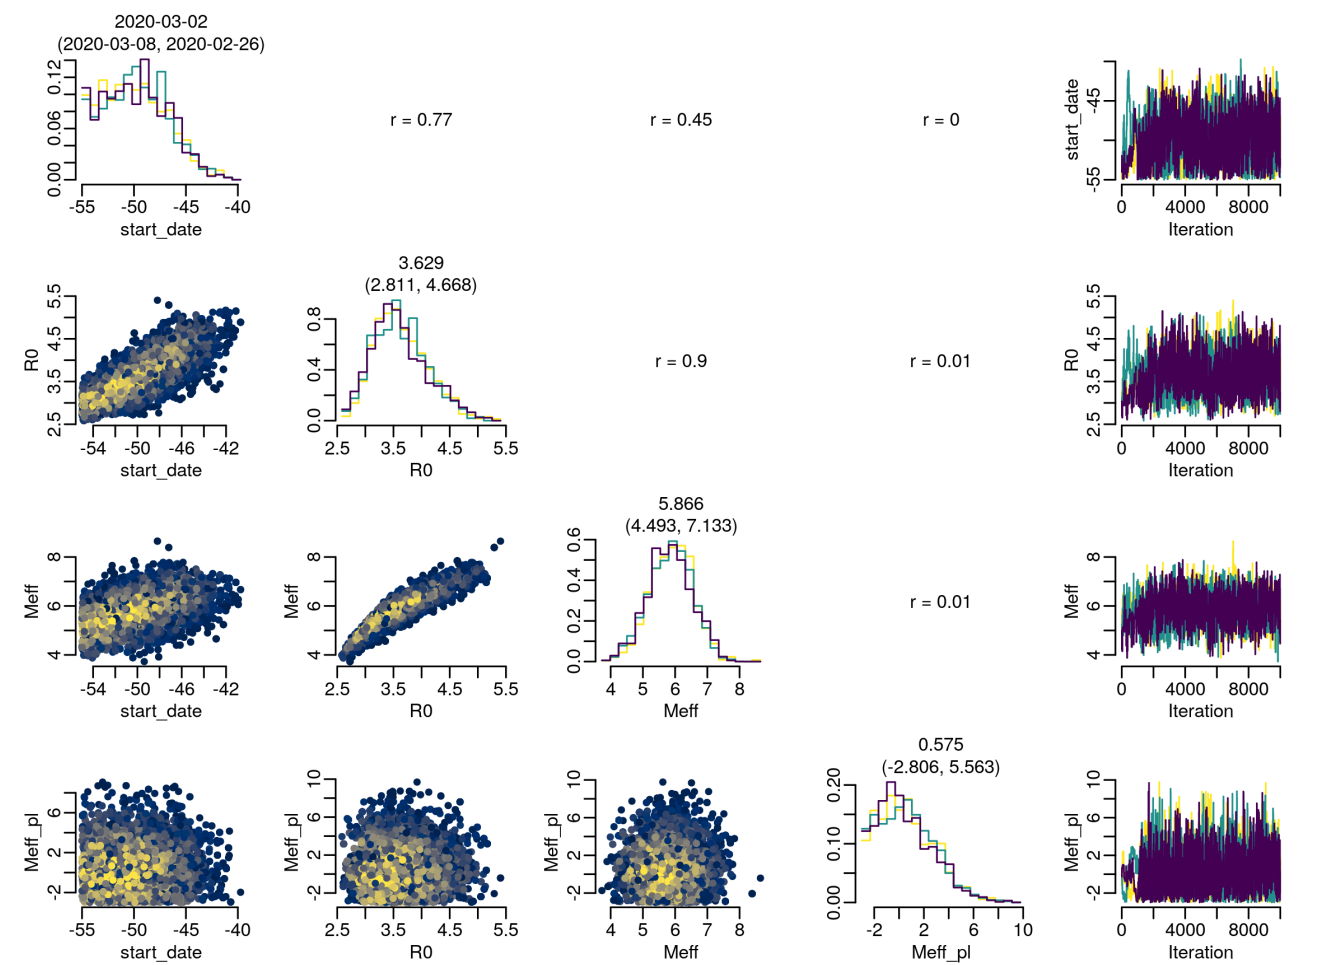 2020-03-02
(2020-03-08, 2020-02-26)
0.00 0.06 0.12
-55 -50 -45 -40
start_date
r = 0.77
r = 0.45
r = 0
start_date
-55 -45
0 4000 8000
Iteration
R0
2.5 3.5 4.5 5.5
-54 -50 -46 -42
start_date
3.629
(2.811, 4.668)
0.0 0.4 0.8
2.5 3.5 4.5 5.5
R0
r = 0.9
r = 0.01
R0
2.5 3.5 4.5 5.5
0 4000 8000
Iteration
Meff
4 6 8
-54 -50 -46 -42
start_date
Meff
4 6 8
2.5 3.5 4.5 5.5
R0
5.866
(4.493, 7.133)
0.0 0.2 0.4 0.6
4 5 6 7 8
Meff
r = 0.01
Meff
4 6 8
0 4000 8000
Iteration
Meff_pl
-2 2 6
-55 -50 -45 -40
start_date
Meff_pl
-2 2 6 10
2.5 3.5 4.5 5.5
R0
Meff_pl
-2 2 6 10
4 5 6 7 8
Meff
0.575
(-2.806, 5.563)
0.00 0.10 0.20
-2 2 6 10
Meff_pl
Meff_pl
-2 2 6 10
0 4000 8000
Iteration